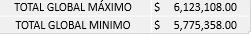 TOTAL GLOBAL MÁXIMO $ 6,123,108.00
TOTAL GLOBAL MINIMO $ 5,775,358.00